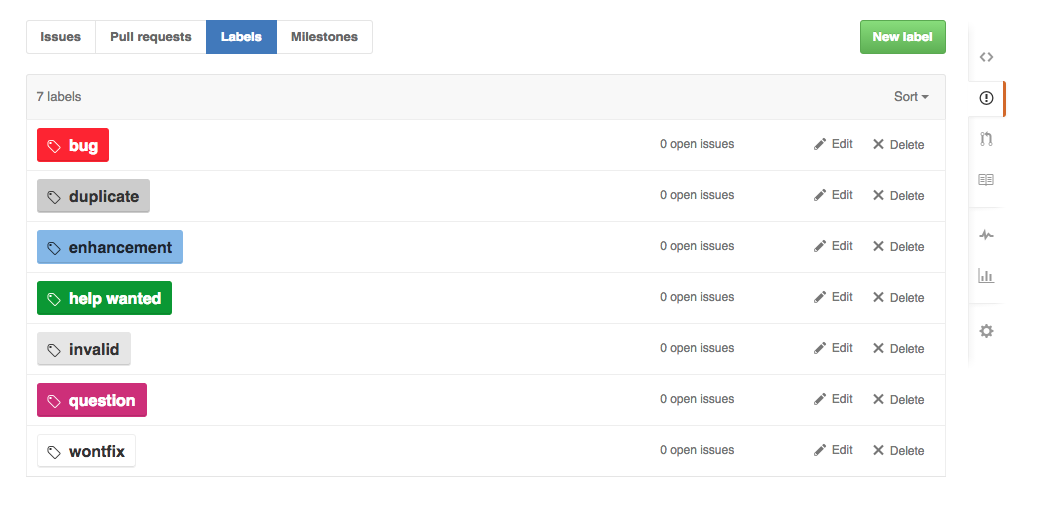 Issues Pull requests Labels Milestones New label
7 labels Sort
bug 0 open issues Edit Delete
duplicate 0 open issues Edit Delete
enhancement 0 open issues Edit Delete
help wanted 0 open issues Edit Delete
invalid 0 open issues Edit Delete
question 0 open issues Edit Delete
wontfix 0 open issues Edit Delete